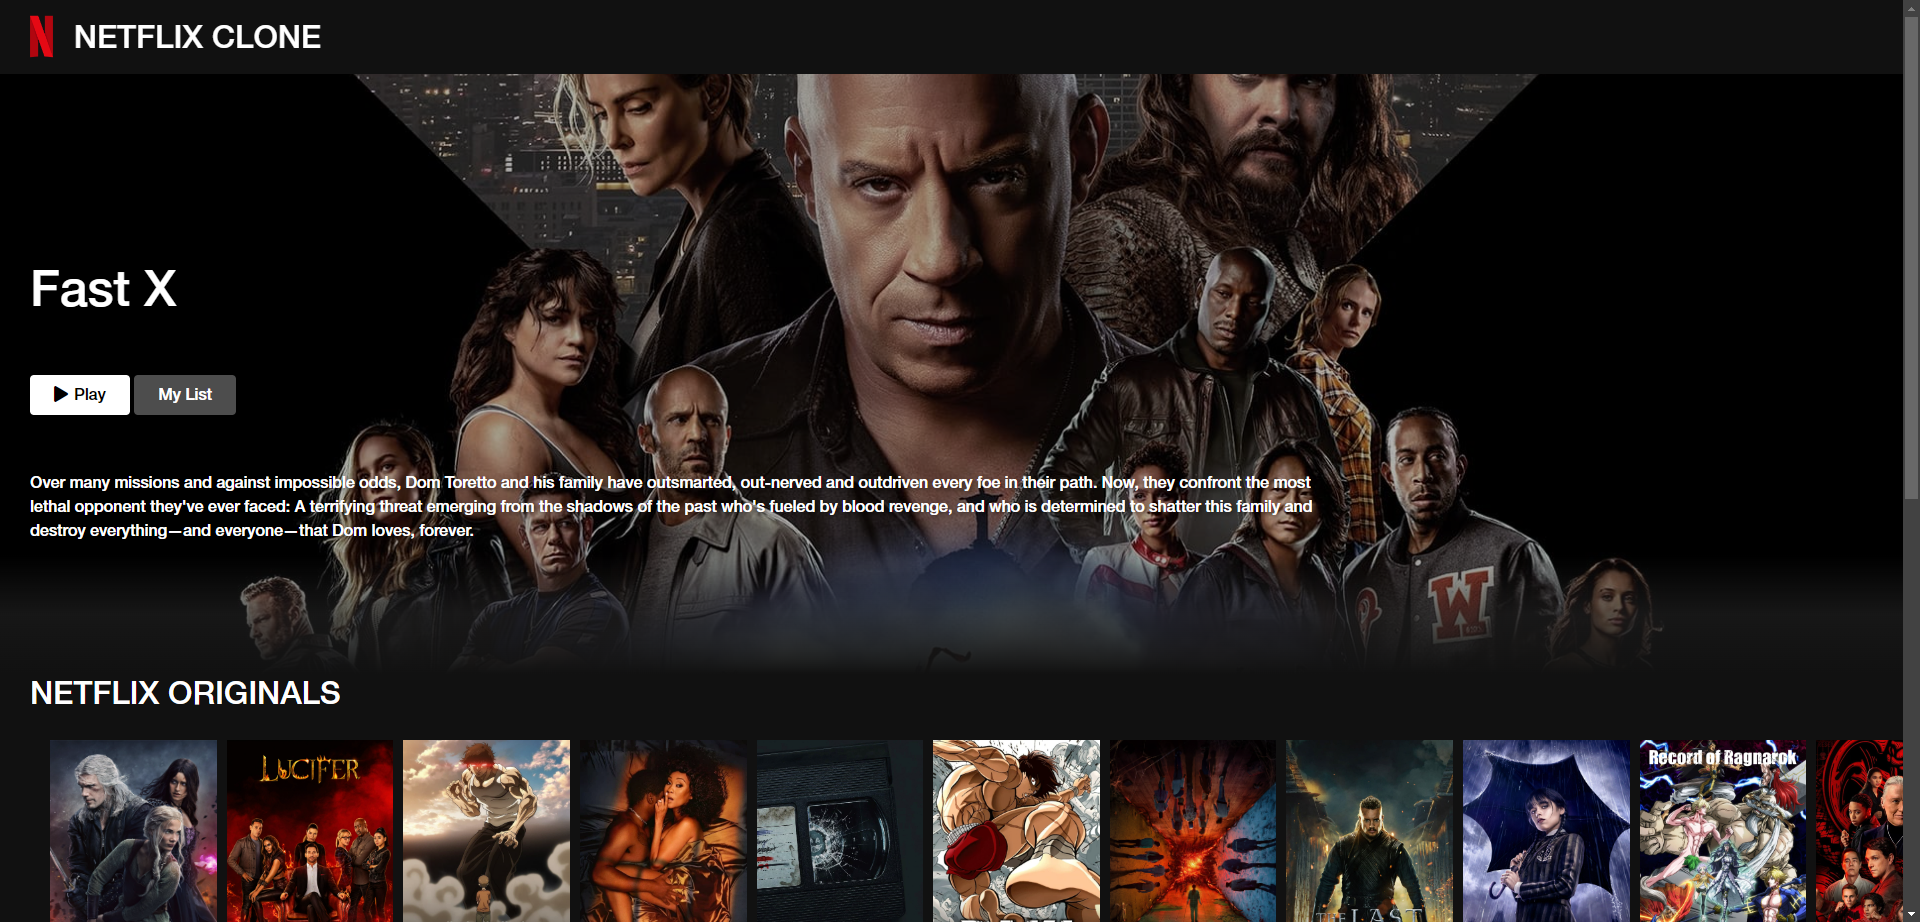 NETFLIX CLONE
Fast X
Play
My List
Over many missions and against impossible odds, Dom Toretto and his family have outsmarted, out-nerved and outdriven every foe in their path. Now, they confront the most
lethal opponent they've ever faced: A terrifying threat emerging from the shadows of the past who's fueled by blood revenge, and who is determined to shatter this family and
destroy everything—and everyone—that Dom loves, forever.
W
NETFLIX ORIGINALS
LUCIFER
Record of Ragnarok
THE LAST